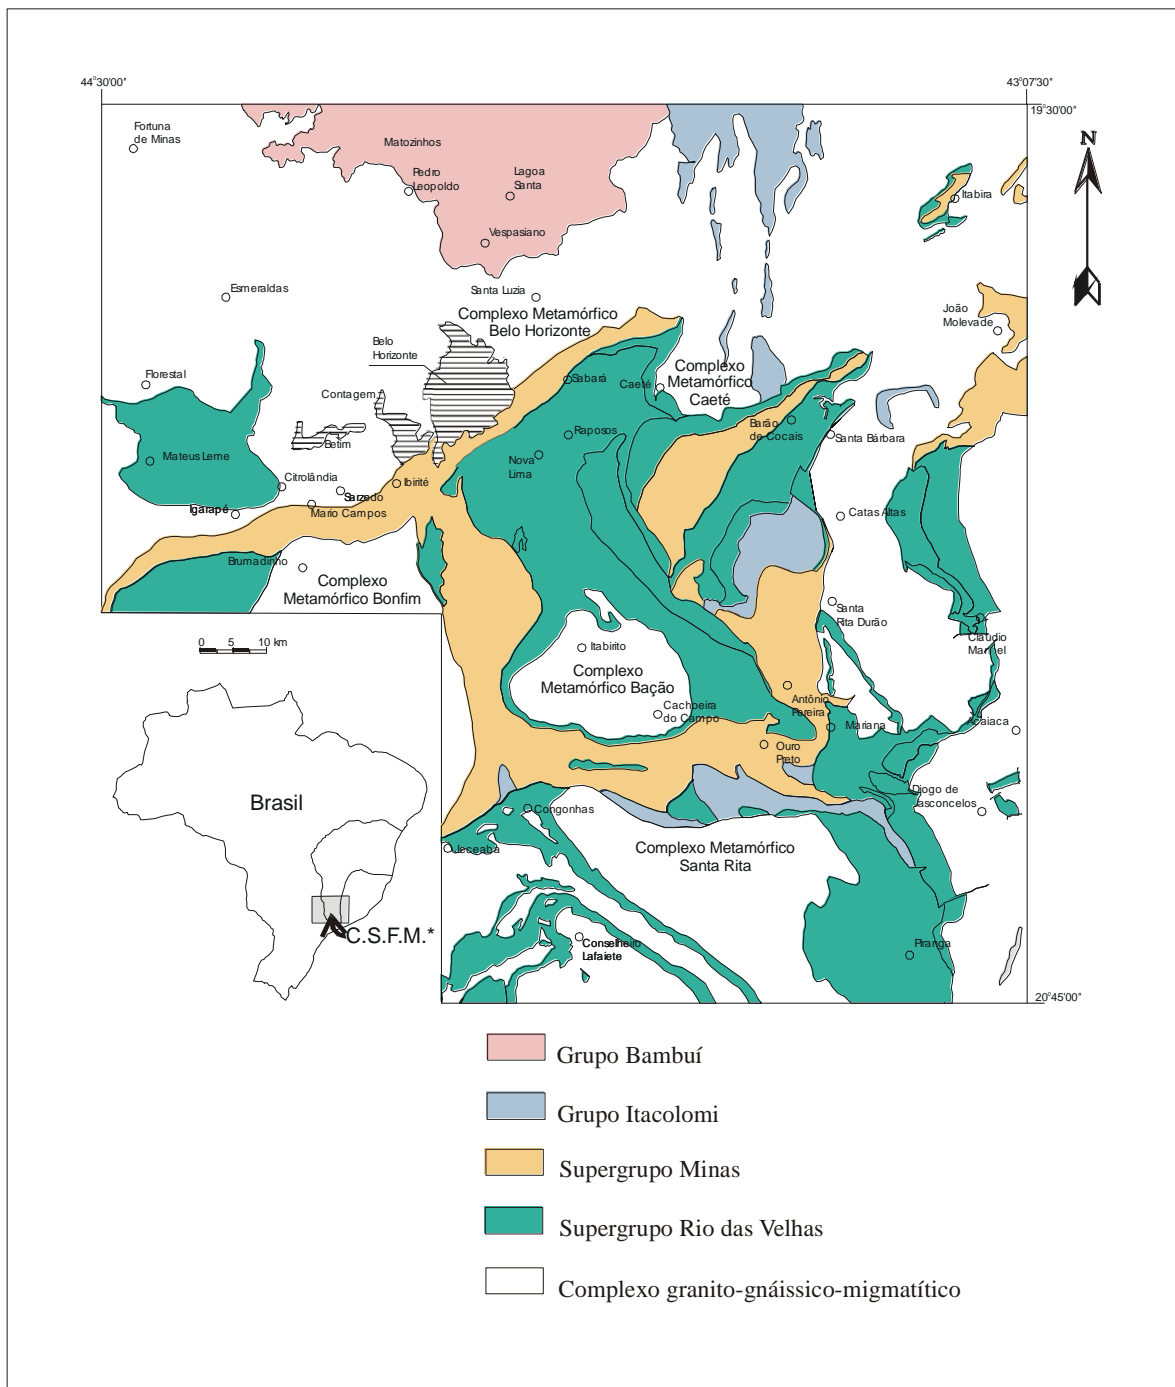 44°30'00"
43°07'30"
19°30'00"
N
Fortuna
de Minas
Matozinhos
Pedro
Leopoldo
Lagoa
Santa
Itabira
Vespasiano
Esmeraldas
Santa Luzia
Complexo Metamórfico
Belo Horizonte
João
Molevade
Belo
Horizonte
Florestal
Contagem
Sabará
Caeté
Complexo
Metamórfico
Caeté
Barão
de Cocais
Santa Bárbara
Raposos
Betim
Mateus Leme
Nova
Lima
Citrolândia
Ibirité
Sarzedo
Igarapé
Mario Campos
Catas Altas
Brumadinho
Complexo
Metamórfico Bonfim
Santa
Rita Durão
Cláudio
Manoel
0 5 10 km
Itabirito
Complexo
Metamórfico Bação
Cachoeira
do Campo
Antônio
Pereira
Mariana
Acaiaca
Ouro
Preto
Brasil
Diogo de
Vasconcelos
Congonhas
Jeceaba
Complexo Metamórfico
Santa Rita
C.S.F.M.*
Conselheiro
Lafaiete
Piranga
20°45'00"
Grupo Bambuí
Grupo Itacolomi
Supergrupo Minas
Supergrupo Rio das Velhas
Complexo granito-gnáissico-migmatítico